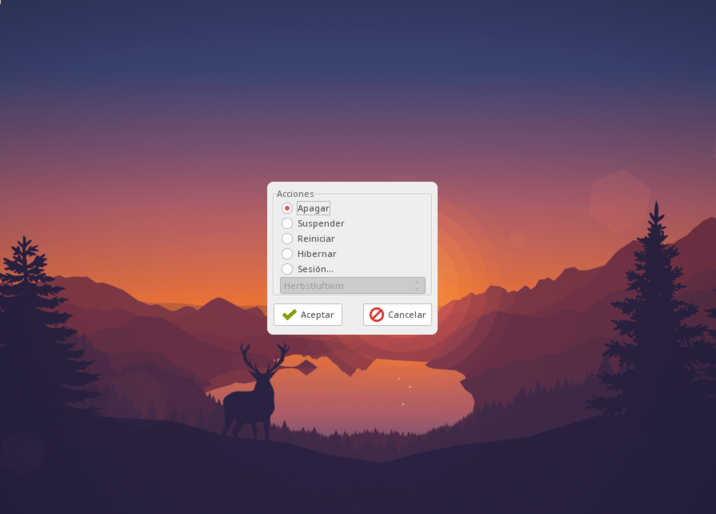 Acciones
Apagar
Suspender
Reiniciar
Hibernar
Sesión...
Herbstluftwm
Aceptar
Cancelar